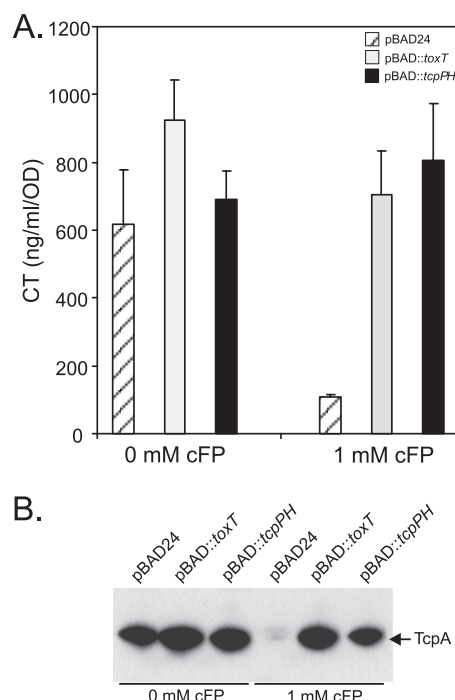 A.
1200
1000
800
600
400
200
0
CT (ng/ml/OD)
pBAD24
pBAD::toxT
pBAD::tcpPH
0 mM cFP
1 mM cFP
B.
pBAD24
pBAD::toxT
pBAD::tcpPH
pBAD24
pBAD::toxT
pBAD::tcpPH
TcpA
0 mM cFP
1 mM cFP